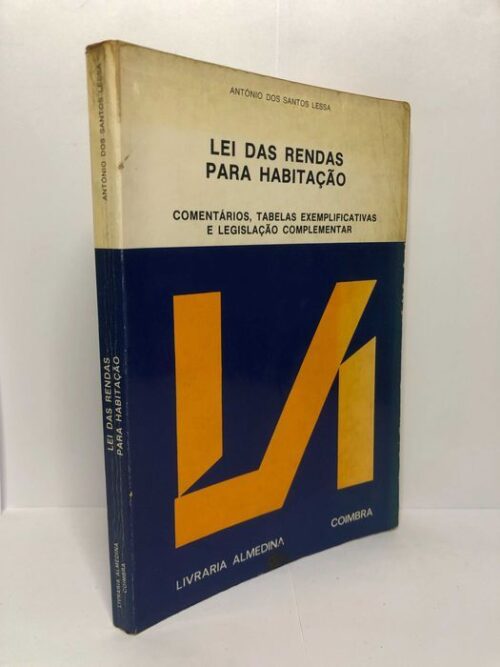 ANTÓNIO DOS SANTOS LESSA
LEI DAS RENDAS
PARA HABITAÇÃO
COMENTÁRIOS, TABELAS EXEMPLIFICATIVAS
E LEGISLAÇÃO COMPLEMENTAR
LIVRARIA ALMEDINA
COIMBRA
ANTÓNIO DOS SANTOS LESSA
LEI DAS RENDAS
PARA HABITAÇÃO
LIVRARIA ALMEDINA
COIMBRA